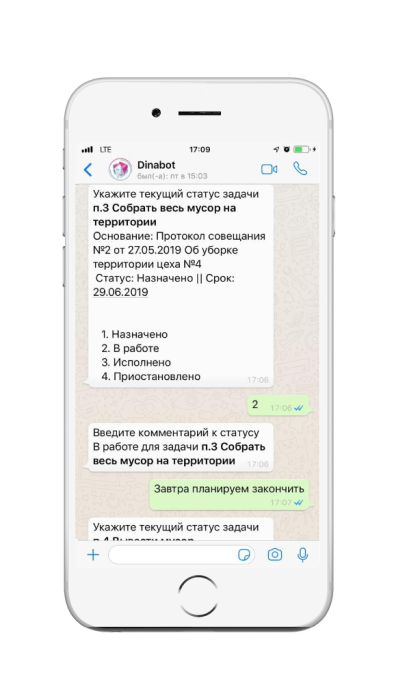 LTE 17:09
Dinabot
был(-а): пт в 15:03
Укажите текущий статус задачи
п.3 Собрать весь мусор на
территории
Основание: Протокол совещания
№2 от 27.05.2019 Об уборке
территории цеха №4
Статус: Назначено || Срок:
29.06.2019
1. Назначено
2. В работе
3. Исполнено
4. Приостановлено
17:06
2 17:06
Введите комментарий к статусу
В работе для задачи п.3 Собрать
весь мусор на территории 17:06
Завтра планируем закончить
17:07
Укажите текущий статус задачи
п.4 Вывезти мусор